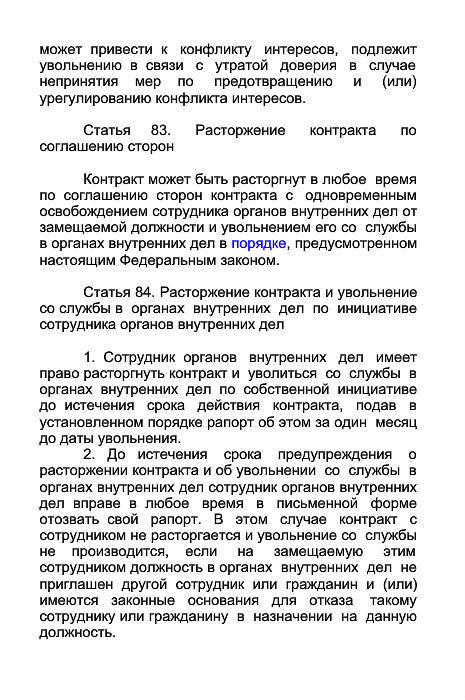 может привести к конфликту интересов, подлежит
увольнению в связи с утратой доверия в случае
непринятия мер по предотвращению и (или)
урегулированию конфликта интересов.
Статья 83. Расторжение контракта по
соглашению сторон
Контракт может быть расторгнут в любое время
по соглашению сторон контракта с одновременным
освобождением сотрудника органов внутренних дел от
замещаемой должности и увольнением его со службы
в органах внутренних дел в порядке, предусмотренном
настоящим Федеральным законом.
Статья 84. Расторжение контракта и увольнение
со службы в органах внутренних дел по инициативе
сотрудника органов внутренних дел
1. Сотрудник органов внутренних дел имеет
право расторгнуть контракт и уволиться со службы в
органах внутренних дел по собственной инициативе
до истечения срока действия контракта, подав в
установленном порядке рапорт об этом за один месяц
до даты увольнения.
2. До истечения срока предупреждения о
расторжении контракта и об увольнении со службы в
органах внутренних дел сотрудник органов внутренних
дел вправе в любое время в письменной форме
отозвать свой рапорт. В этом случае контракт с
сотрудником не расторгается и увольнение со службы
не производится, если на замещаемую этим
сотрудником должность в органах внутренних дел не
приглашен другой сотрудник или гражданин и (или)
имеются законные основания для отказа такому
сотруднику или гражданину в назначении на данную
должность.